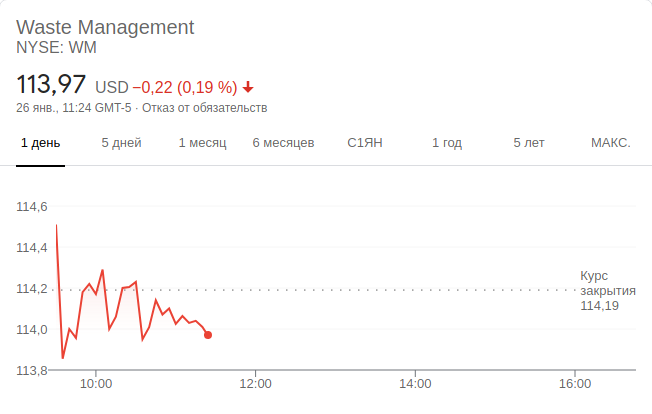 Waste Management
NYSE: WM
113,97 USD −0,22 (0,19 %)
26 янв., 11:24 GMT-5 · Отказ от обязательств
1 день 5 дней 1 месяц 6 месяцев С1ЯН 1 год 5 лет МАКС.
114,6
114,4
114,2
114,0
113,8
Курс
закрытия
114,19
10:00 12:00 14:00 16:00